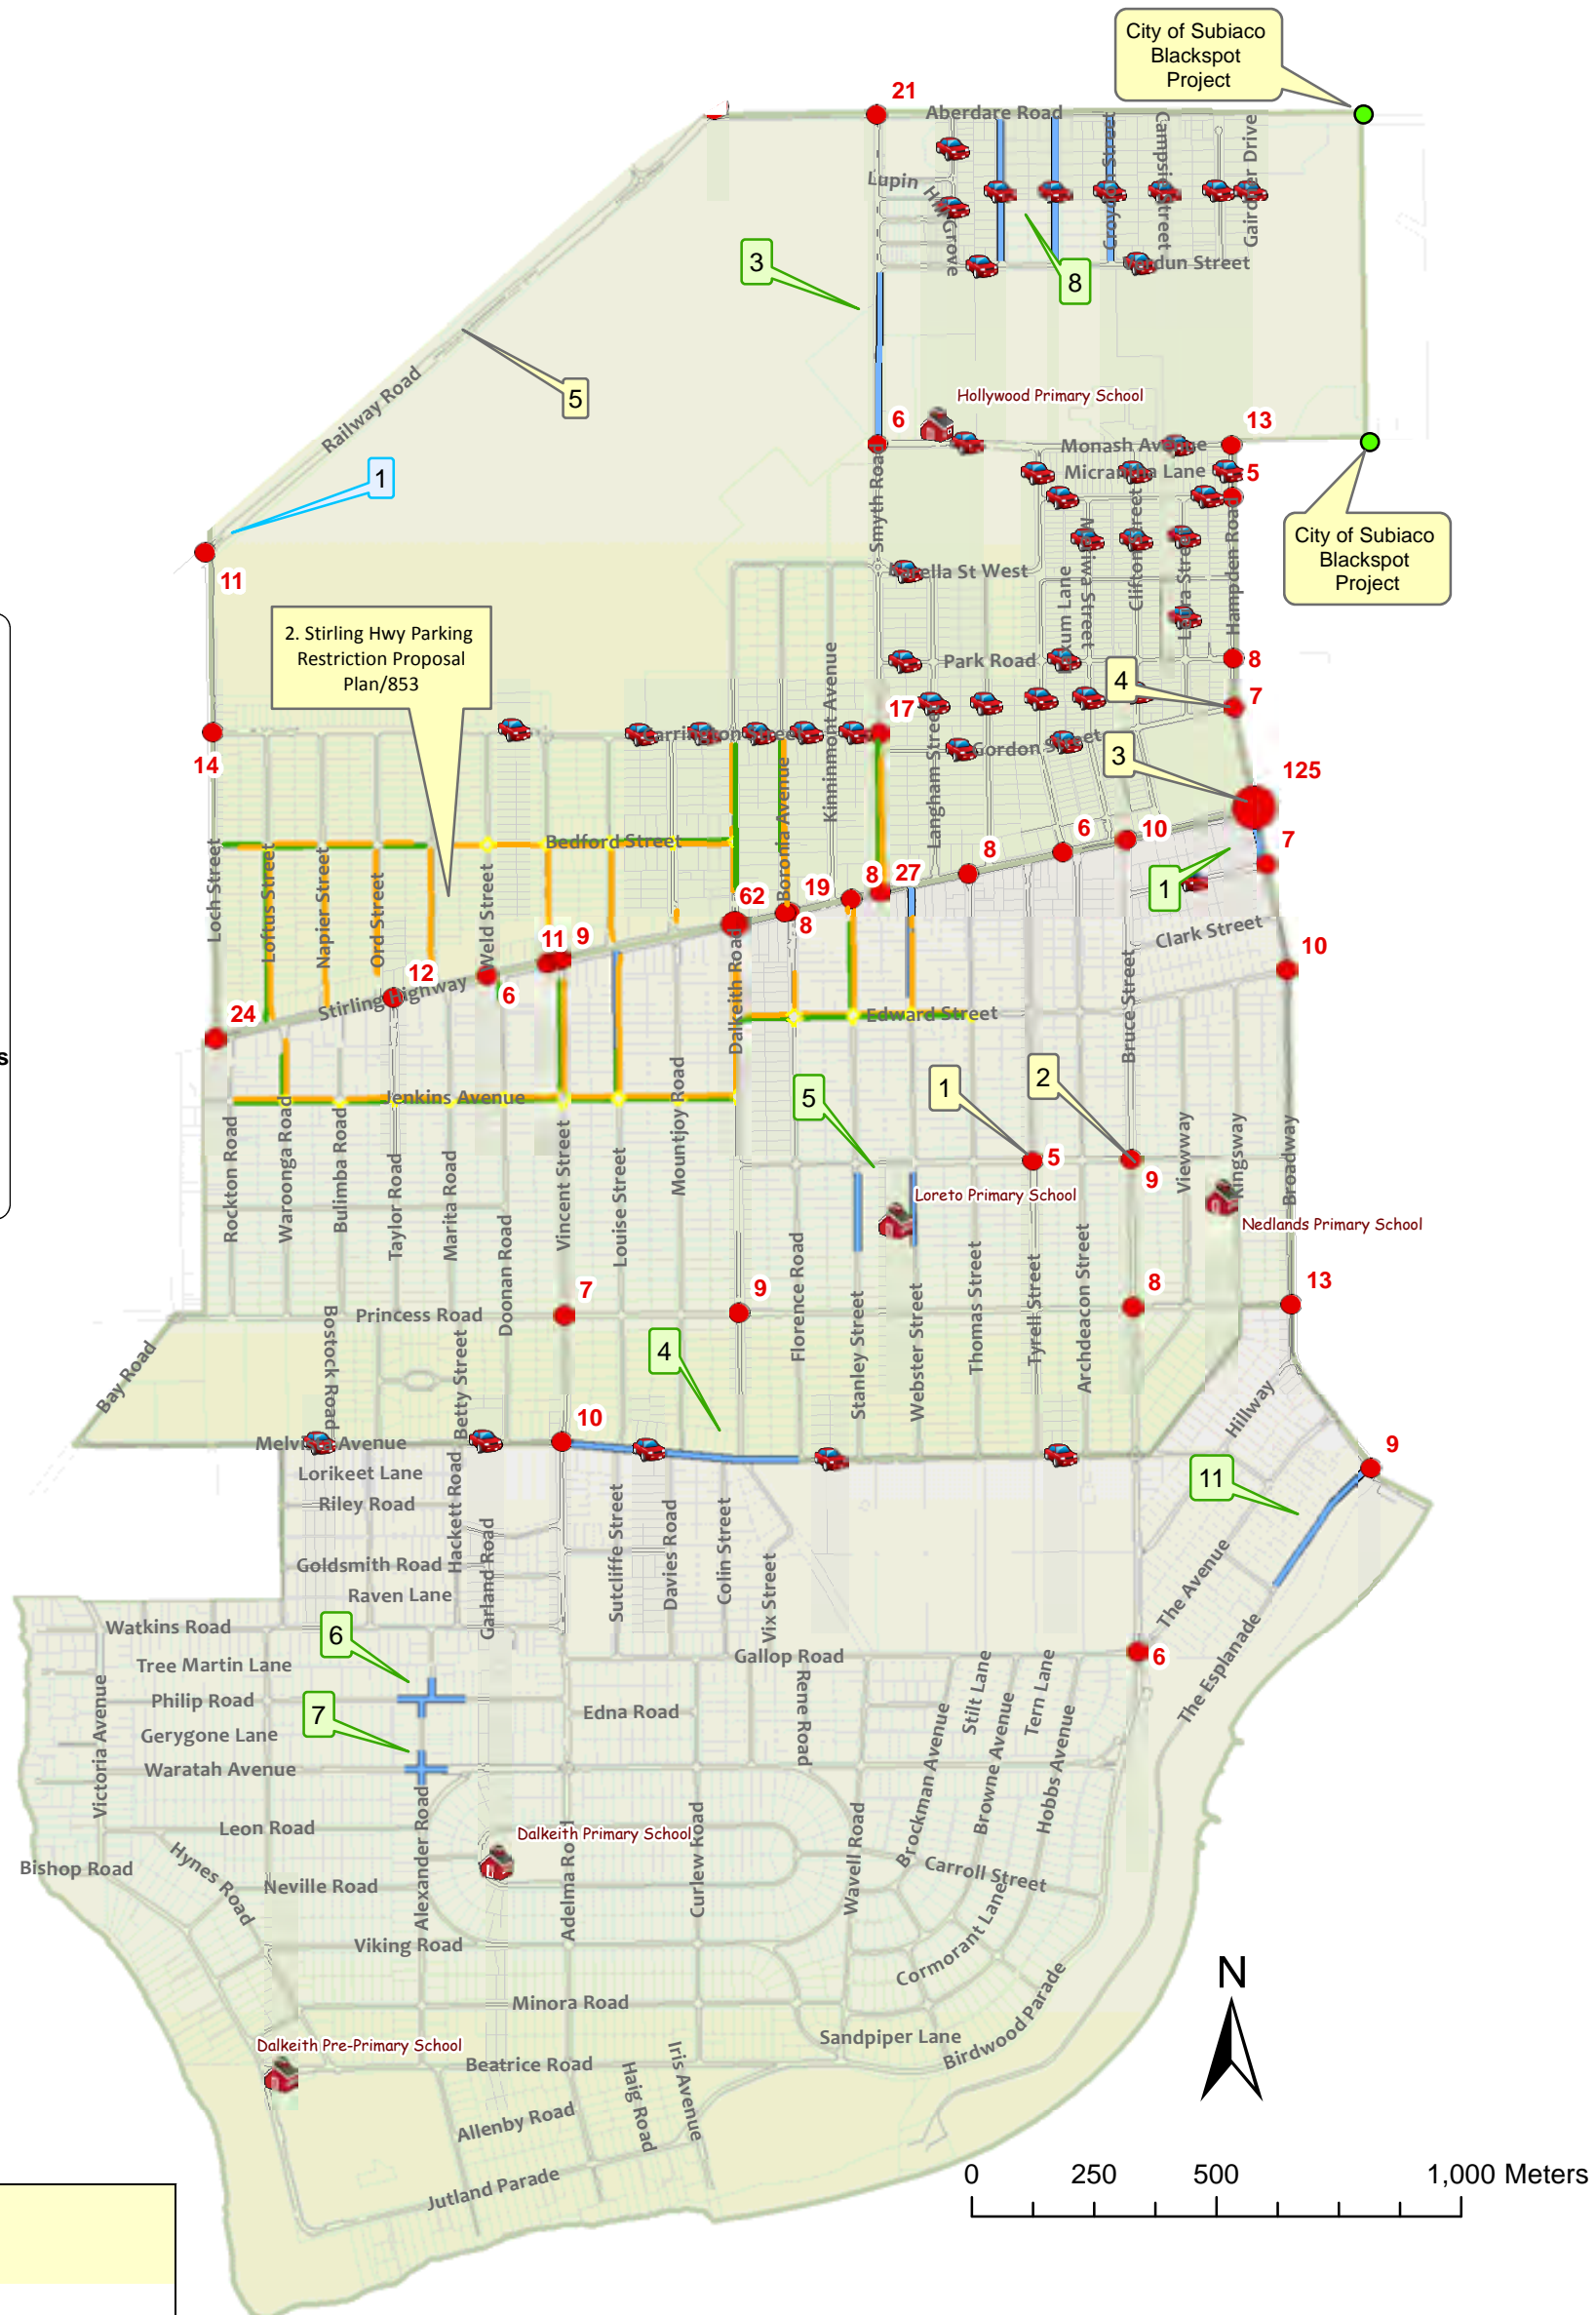 City of Subiaco
Blackspot
Project
21
Aberdare Road
Lupin
Grove
Croydon Street
Campsie Street
Gairdner Drive
Verdun Street
3
8
5
Railway Road
1
Hollywood Primary School
6
13
Monash Avenue
Micrantha Lane
5
Smyth Road
City of Subiaco
Blackspot
Project
11
Karella St West
Clifton Street
Hampden Road
2. Stirling Hwy Parking
Restriction Proposal
Plan/853
Park Road
8
4
7
17
14
Carrington Street
Kinninmont Avenue
Langham Street
Gordon Street
3
125
Bedford Street
Boronia Avenue
6
10
7
8
1
Loch Street
Loftus Street
Napier Street
Ord Street
Weld Street
62
19
8
27
8
Clark Street
11
9
12
6
Stirling Highway
24
Dalkeith Road
Edward Street
Bruce Street
10
s
Jenkins Avenue
Mountjoy Road
5
1
2
5
9
Rockton Road
Waroonga Road
Bulimba Road
Taylor Road
Marita Road
Doonan Road
Vincent Street
Louise Street
Loreto Primary School
Viewway
Kingsway
Broadway
Nedlands Primary School
Florence Road
Stanley Street
Webster Street
Thomas Street
Tyrell Street
Archdeacon Street
7
9
8
13
Princess Road
Bay Road
Bostock Road
Betty Street
4
10
Melvista Avenue
Hillway
9
Lorikeet Lane
Riley Road
Hackett Road
Garland Road
Goldsmith Road
Raven Lane
Sutcliffe Street
Davies Road
Colin Street
Vix Street
11
The Avenue
The Esplanade
Watkins Road
6
Tree Martin Lane
Philip Road
7
Gerygone Lane
Waratah Avenue
Victoria Avenue
Gallop Road
6
Edna Road
Rene Road
Stilt Lane
Tern Lane
Brockman Avenue
Browne Avenue
Hobbs Avenue
Leon Road
Bishop Road
Hynes Road
Neville Road
Alexander Road
Dalkeith Primary School
Adelma Road
Curlew Road
Wavell Road
Carroll Street
Cormorant Lane
Viking Road
Minora Road
Sandpiper Lane
Birdwood Parade
Dalkeith Pre-Primary School
Beatrice Road
Haig Road
Iris Avenue
Allenby Road
Jutland Parade
N
0 250 500 1,000 Meters